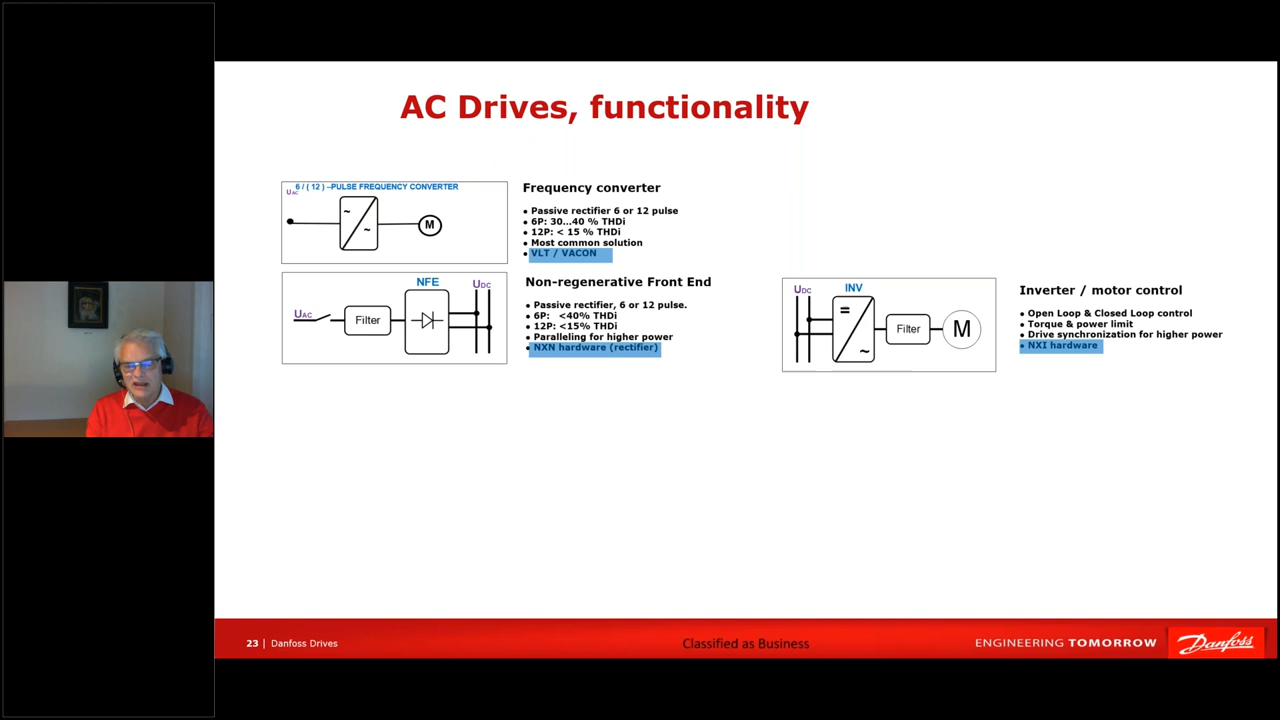 AC Drives, functionality
6 / ( 12 ) –PULSE FREQUENCY CONVERTER
UAC
~
~
M
Frequency converter
• Passive rectifier 6 or 12 pulse
• 6P: 30...40 % THDi
• 12P: < 15 % THDi
• Most common solution
• VLT / VACON
NFE
UDC
UAC
Filter
Non-regenerative Front End
• Passive rectifier, 6 or 12 pulse.
• 6P: <40% THDi
• 12P: <15% THDi
• Paralleling for higher power
• NXN hardware (rectifier)
UDC
INV
=
~
Filter
M
Inverter / motor control
• Open Loop & Closed Loop control
• Torque & power limit
• Drive synchronization for higher power
• NXI hardware
23 | Danfoss Drives
Classified as Business
ENGINEERING TOMORROW
Danfoss